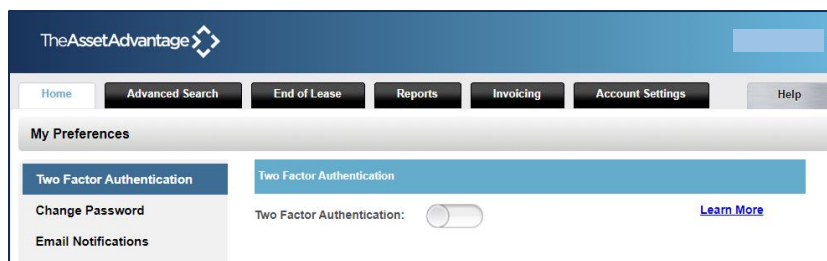 TheAssetAdvantage
Home Advanced Search End of Lease Reports Invoicing Account Settings Help
My Preferences
Two Factor Authentication
Change Password
Email Notifications
Two Factor Authentication
Two Factor Authentication: Learn More